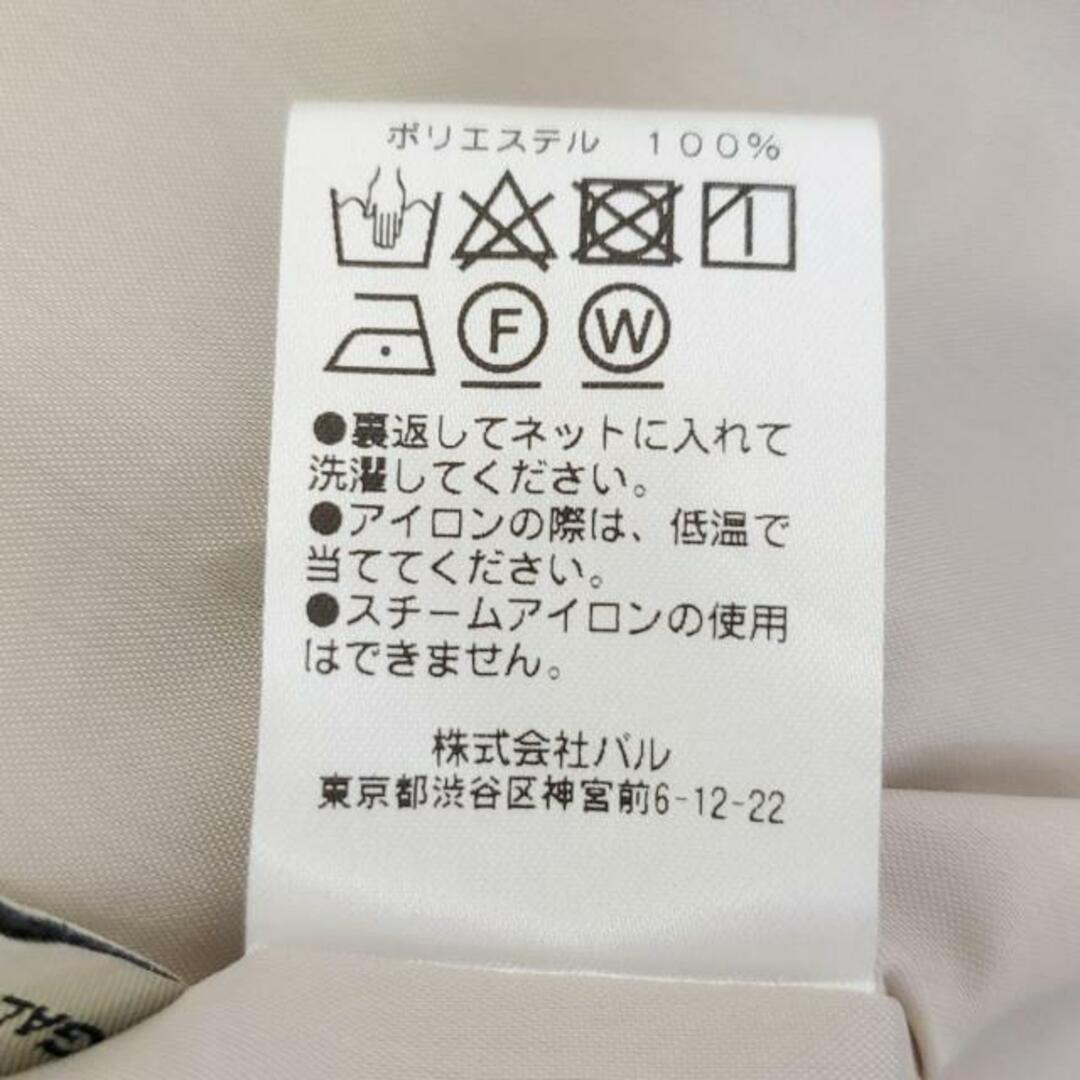 ポリエステル　１００％
F W
●裏返してネットに入れて
洗濯してください。
●アイロンの際は、低温で
当ててください。
●スチームアイロンの使用
はできません。
株式会社パル
東京都渋谷区神宮前6-12-22